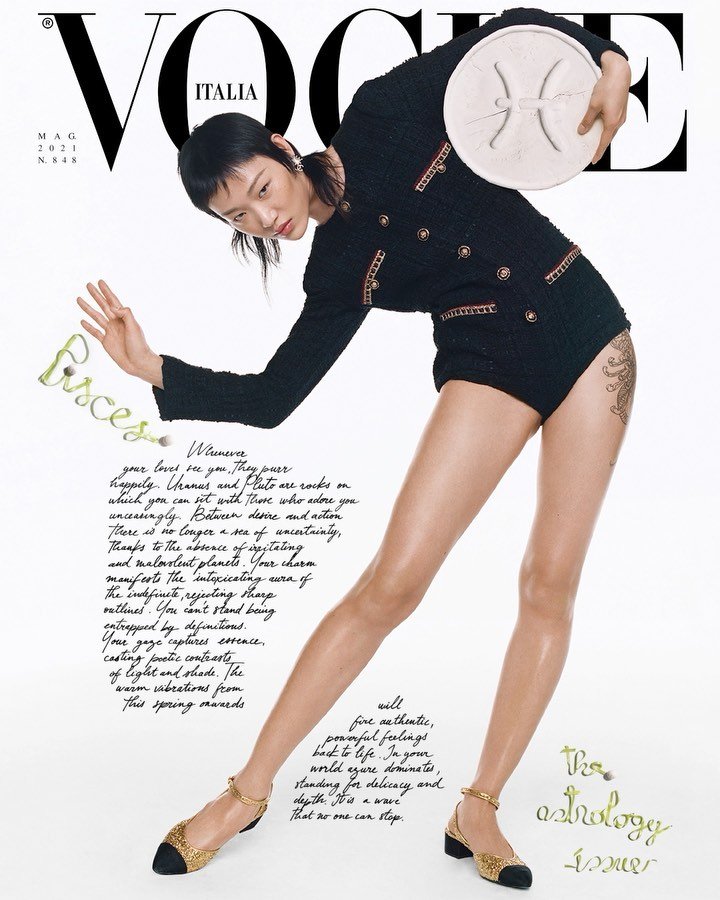 VOGUE
®
ITALIA
MAG.
2021
N.848
Pisces
Whenever
your loves see you, they purr
happily. Uranus and Pluto are rocks on
which you can sit with those who adore you
unceasingly. Between desire and action
there is no longer a sea of uncertainty,
thanks to the absence of irritating
and malevolent planets. Your charm
manifests the intoxicating aura of
the indefinite, rejecting sharp
outlines. You can't stand being
entrapped by definitions.
Your gaze captures essence,
casting poetic contrasts
of light and shade. The
warm vibrations from
this spring onwards
will
fire authentic,
powerful feelings
back to life. In your
world azure dominates,
standing for delicacy and
depth. It is a wave
that no one can stop.
the
astrology
issue